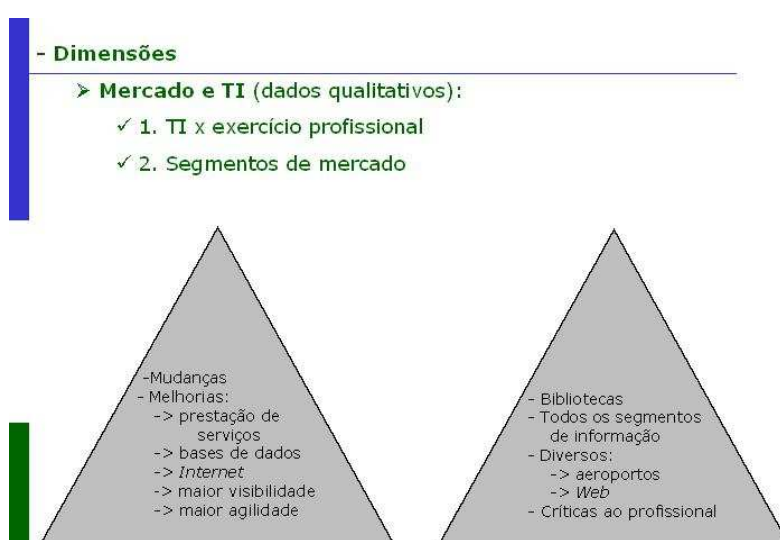 - Dimensões
➢ Mercado e TI (dados qualitativos):
✓ 1. TI x exercício profissional
✓ 2. Segmentos de mercado
-Mudanças
- Melhorias:
-> prestação de
serviços
-> bases de dados
-> Internet
-> maior visibilidade
-> maior agilidade
- Bibliotecas
- Todos os segmentos
de informação
- Diversos:
-> aeroportos
-> Web
- Críticas ao profissional